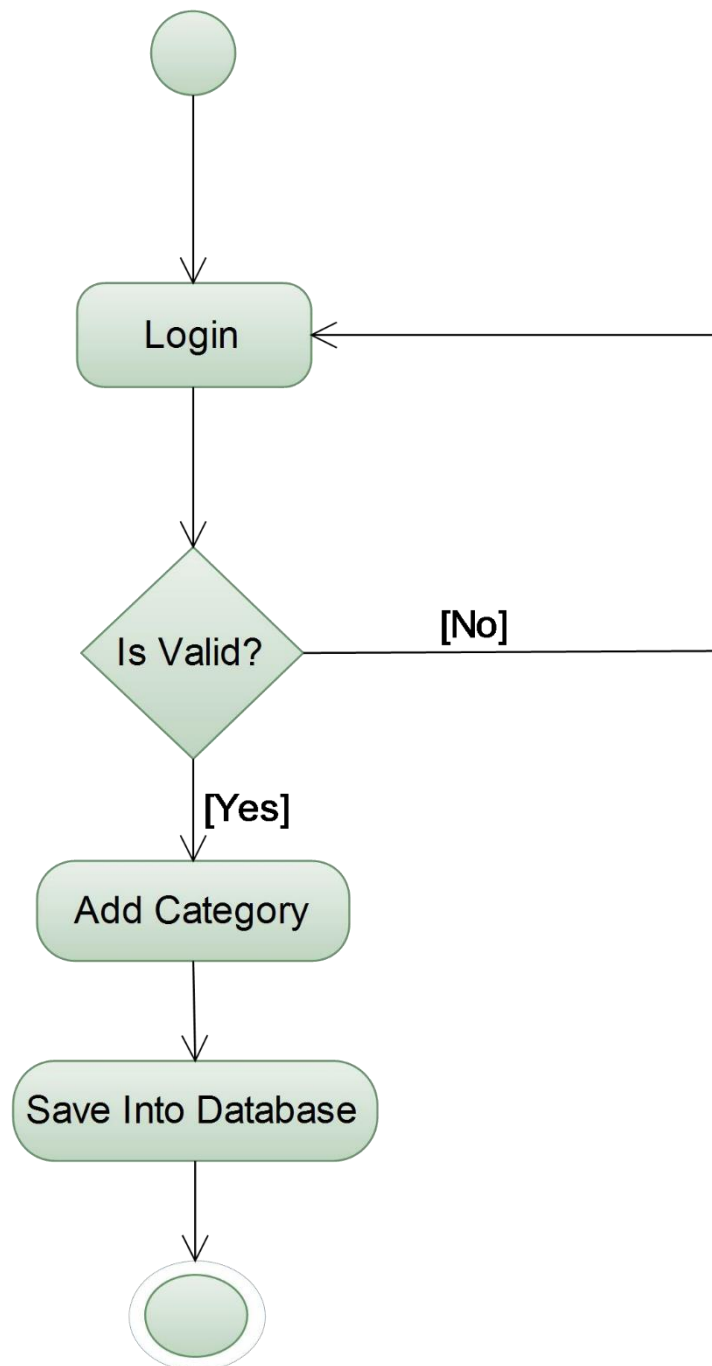 Login
Is Valid?
[No]
[Yes]
Add Category
Save Into Database